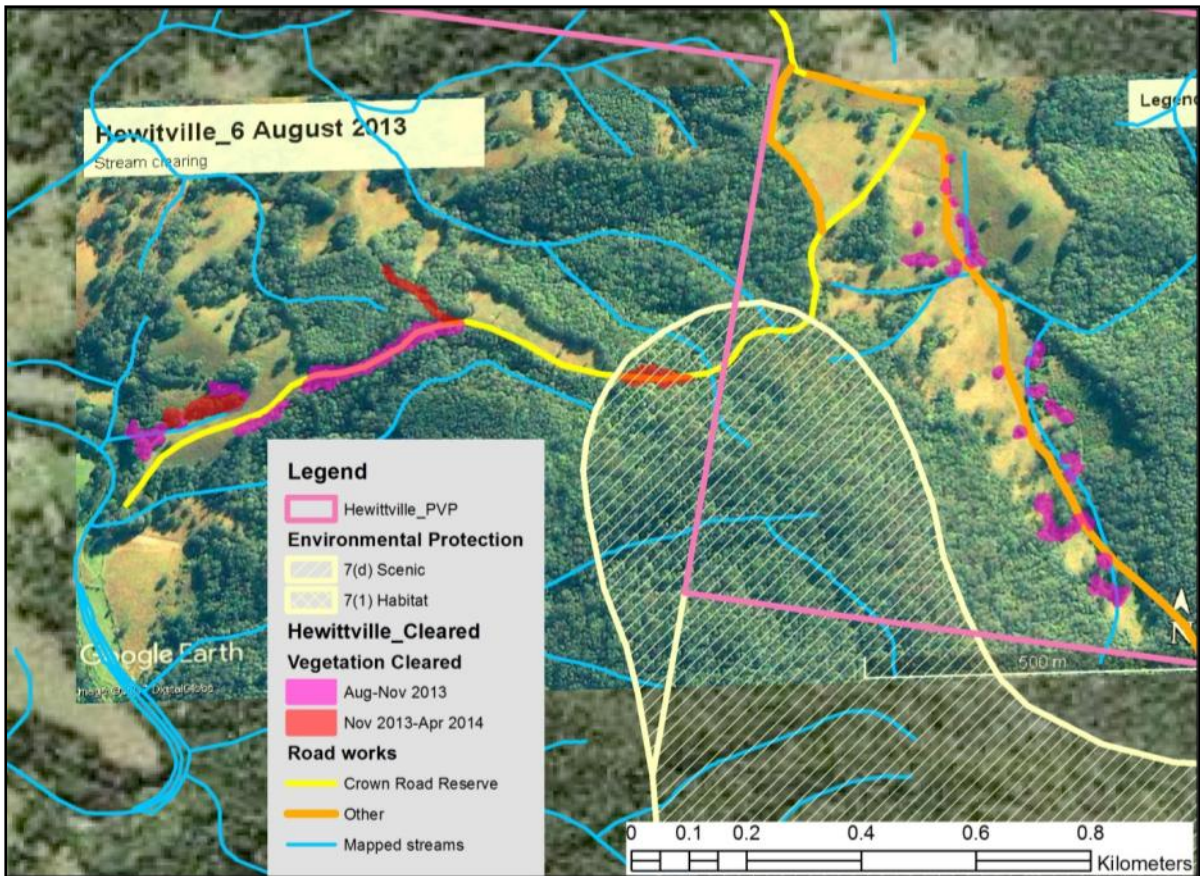 Hewitville_6 August 2013
Stream clearing
Legend
Legend
Hewittville_PVP
Environmental Protection
7(d) Scenic
7(1) Habitat
Hewittville_Cleared
Vegetation Cleared
Aug-Nov 2013
Nov 2013-Apr 2014
Road works
Crown Road Reserve
Other
Mapped streams
Google Earth
DigitalGlobe
N
500 m
0 0.1 0.2 0.4 0.6 0.8
Kilometers